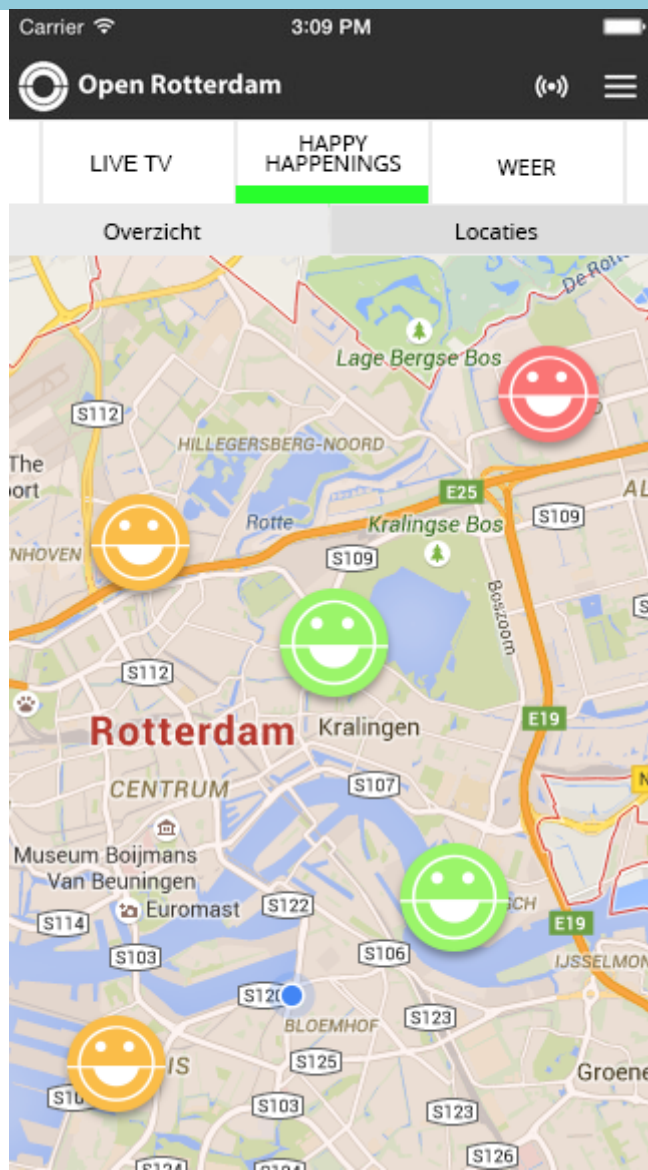 Carrier 3:09 PM
Open Rotterdam
LIVE TV
HAPPY
HAPPENINGS
WEER
Overzicht Locaties
De
Lage Bergse Bos
S112
HILLEGERSBERG-NOORD
The
E25
Rotte
Kralingse Bos
S109
S109
Boszoom
S112
Rotterdam
Kralingen
E19
CENTRUM
S107
Museum Boijmans
Van Beuningen
Euromast
S122
S114
E19
S103
S106
BLOEMHOF
S123
S125
S103
S123
S126